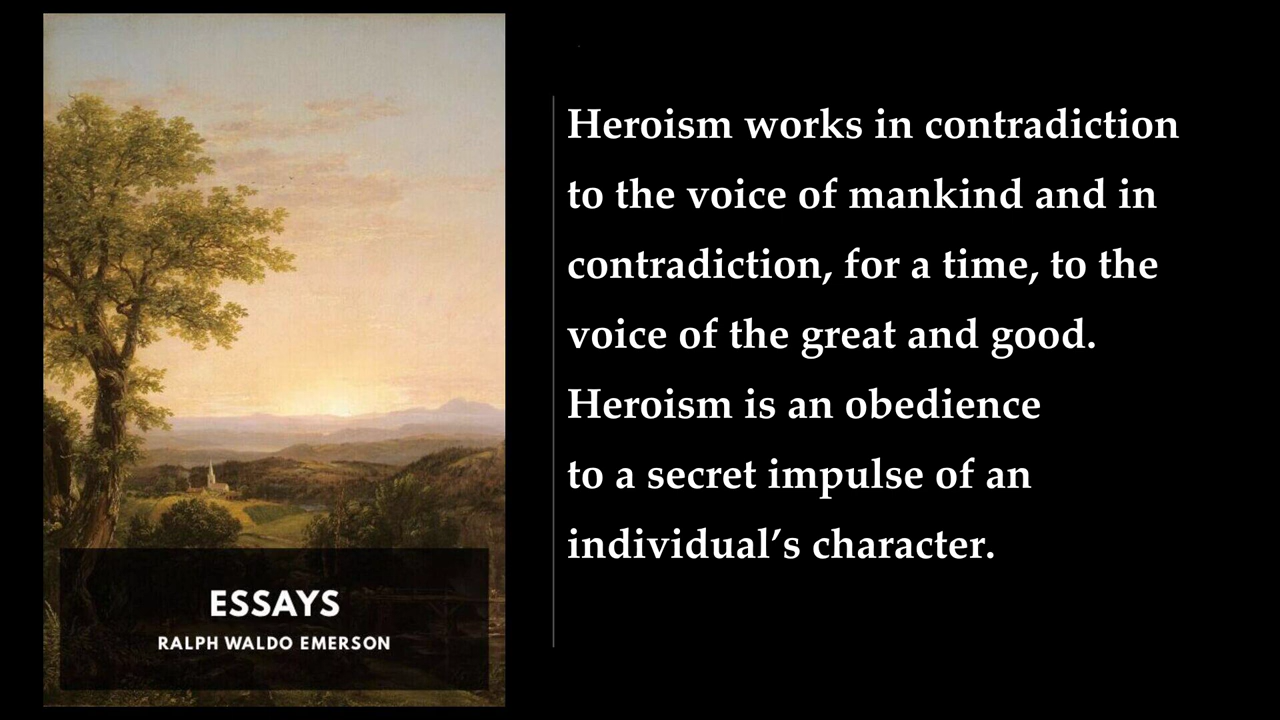 ESSAYS
RALPH WALDO EMERSON
Heroism works in contradiction
to the voice of mankind and in
contradiction, for a time, to the
voice of the great and good.
Heroism is an obedience
to a secret impulse of an
individual’s character.